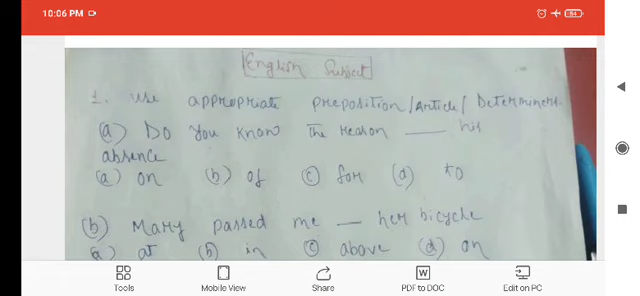 10:06 PM
54
English Subject
1. Use appropriate preposition/Article/Determiners
(a) Do you know the reason ___ his
absence
(a) on (b) of (c) for (a) to
(b) Mary passed me ___ her bicycle
(a) at (b) in (c) above (d) on
Tools Mobile View Share PDF to DOC Edit on PC
W